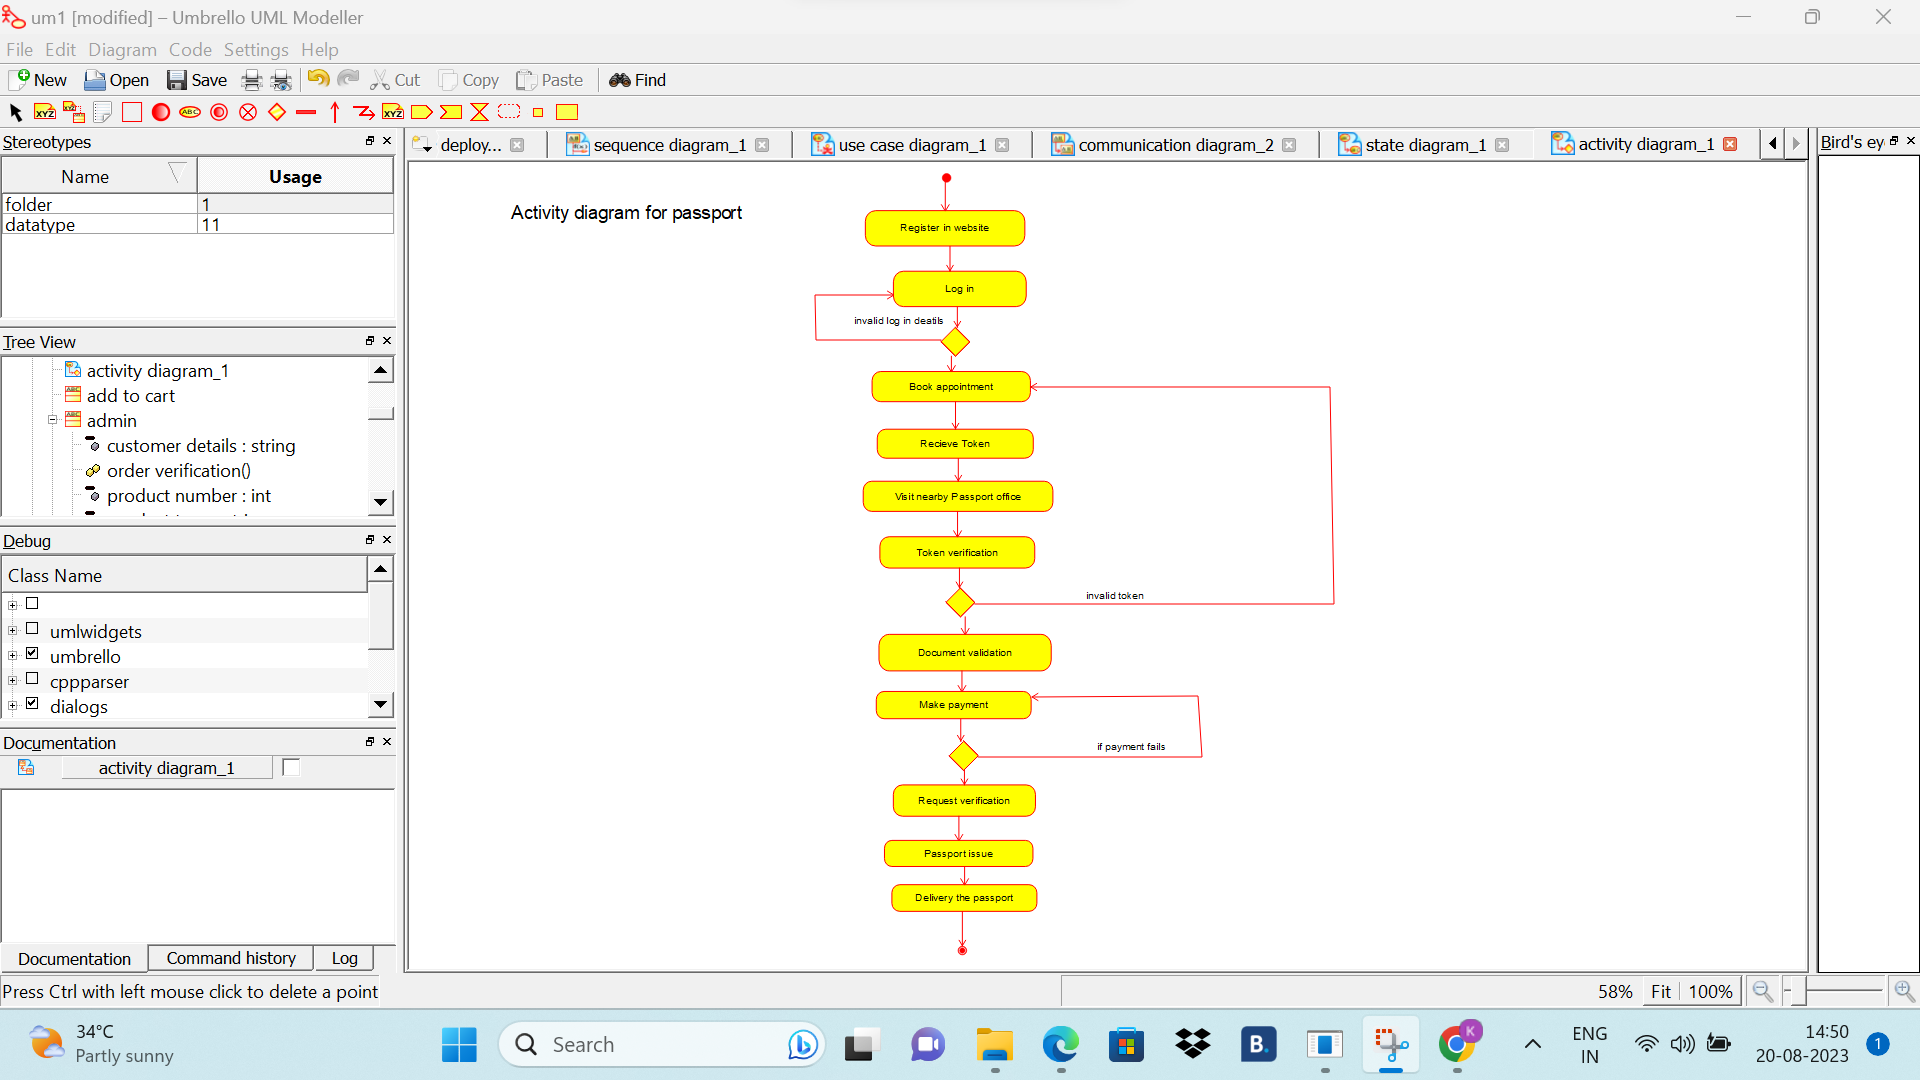 um1 [modified] – Umbrello UML Modeller
File Edit Diagram Code Settings Help
New Open Save Cut Copy Paste Find
Stereotypes
Name Usage
folder 1
datatype 11
Tree View
activity diagram_1
add to cart
admin
customer details : string
order verification()
product number : int
Debug
Class Name
umlwidgets
umbrello
cppparser
dialogs
Documentation
activity diagram_1
Documentation Command history Log
Press Ctrl with left mouse click to delete a point
deploy... sequence diagram_1 use case diagram_1 communication diagram_2 state diagram_1 activity diagram_1
Bird's ey
Activity diagram for passport
Register in website
Log in
invalid log in deatils
Book appointment
Recieve Token
Visit nearby Passport office
Token verification
invalid token
Document validation
Make payment
if payment fails
Request verification
Passport issue
Delivery the passport
58% Fit 100%
34°C
Partly sunny
Search
B.
K
ENG
IN
14:50
20-08-2023
1